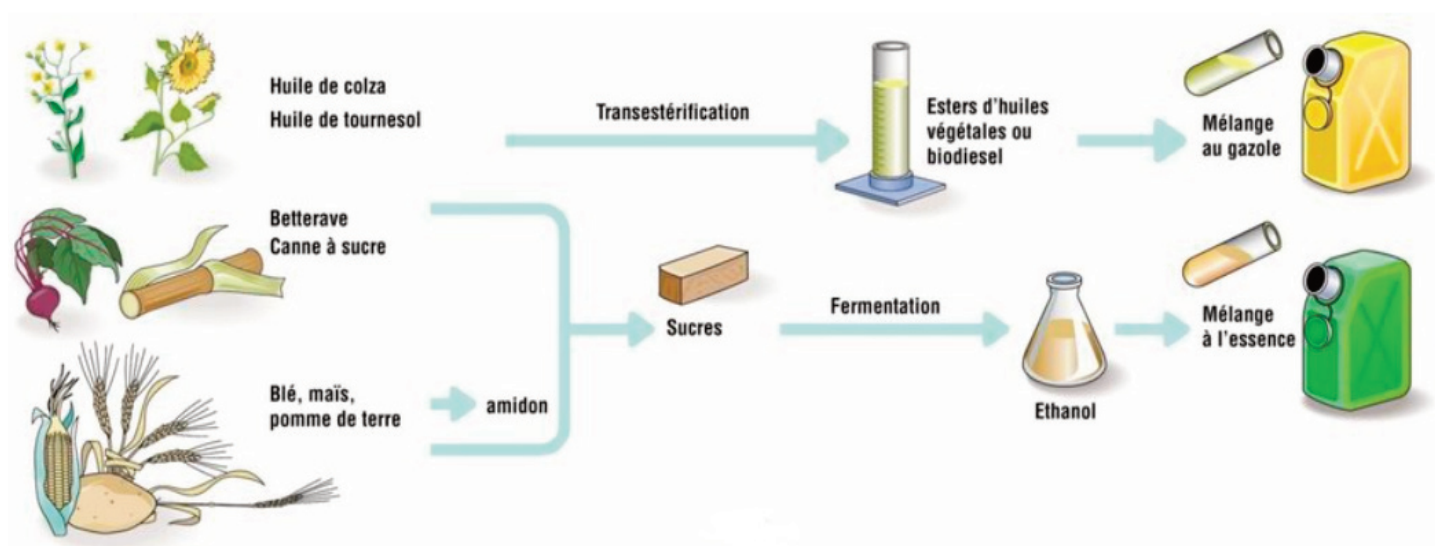 Huile de colza
Huile de tournesol
Transestérification
Esters d'huiles
végétales ou
biodiesel
Mélange
au gazole
Betterave
Canne à sucre
Sucres
Fermentation
Ethanol
Mélange
à l'essence
Blé, maïs,
pomme de terre
amidon